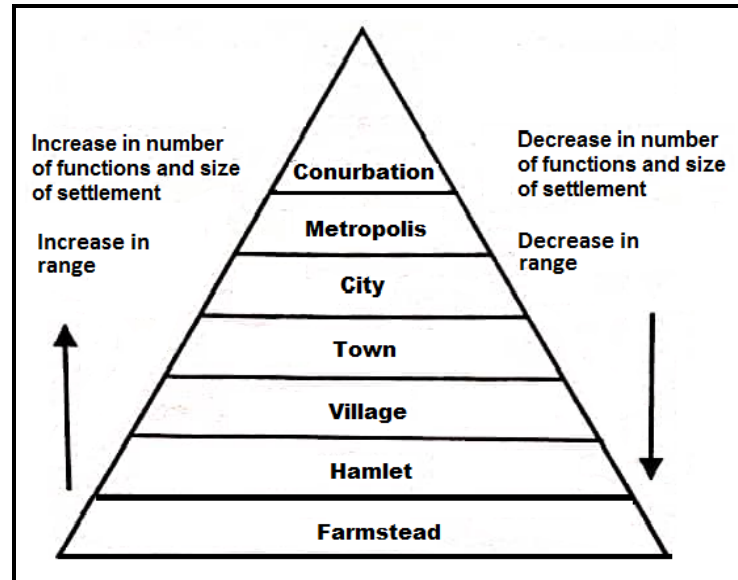 Increase in number
of functions and size
of settlement
Increase in
range
Decrease in number
of functions and size
of settlement
Decrease in
range
Conurbation
Metropolis
City
Town
Village
Hamlet
Farmstead